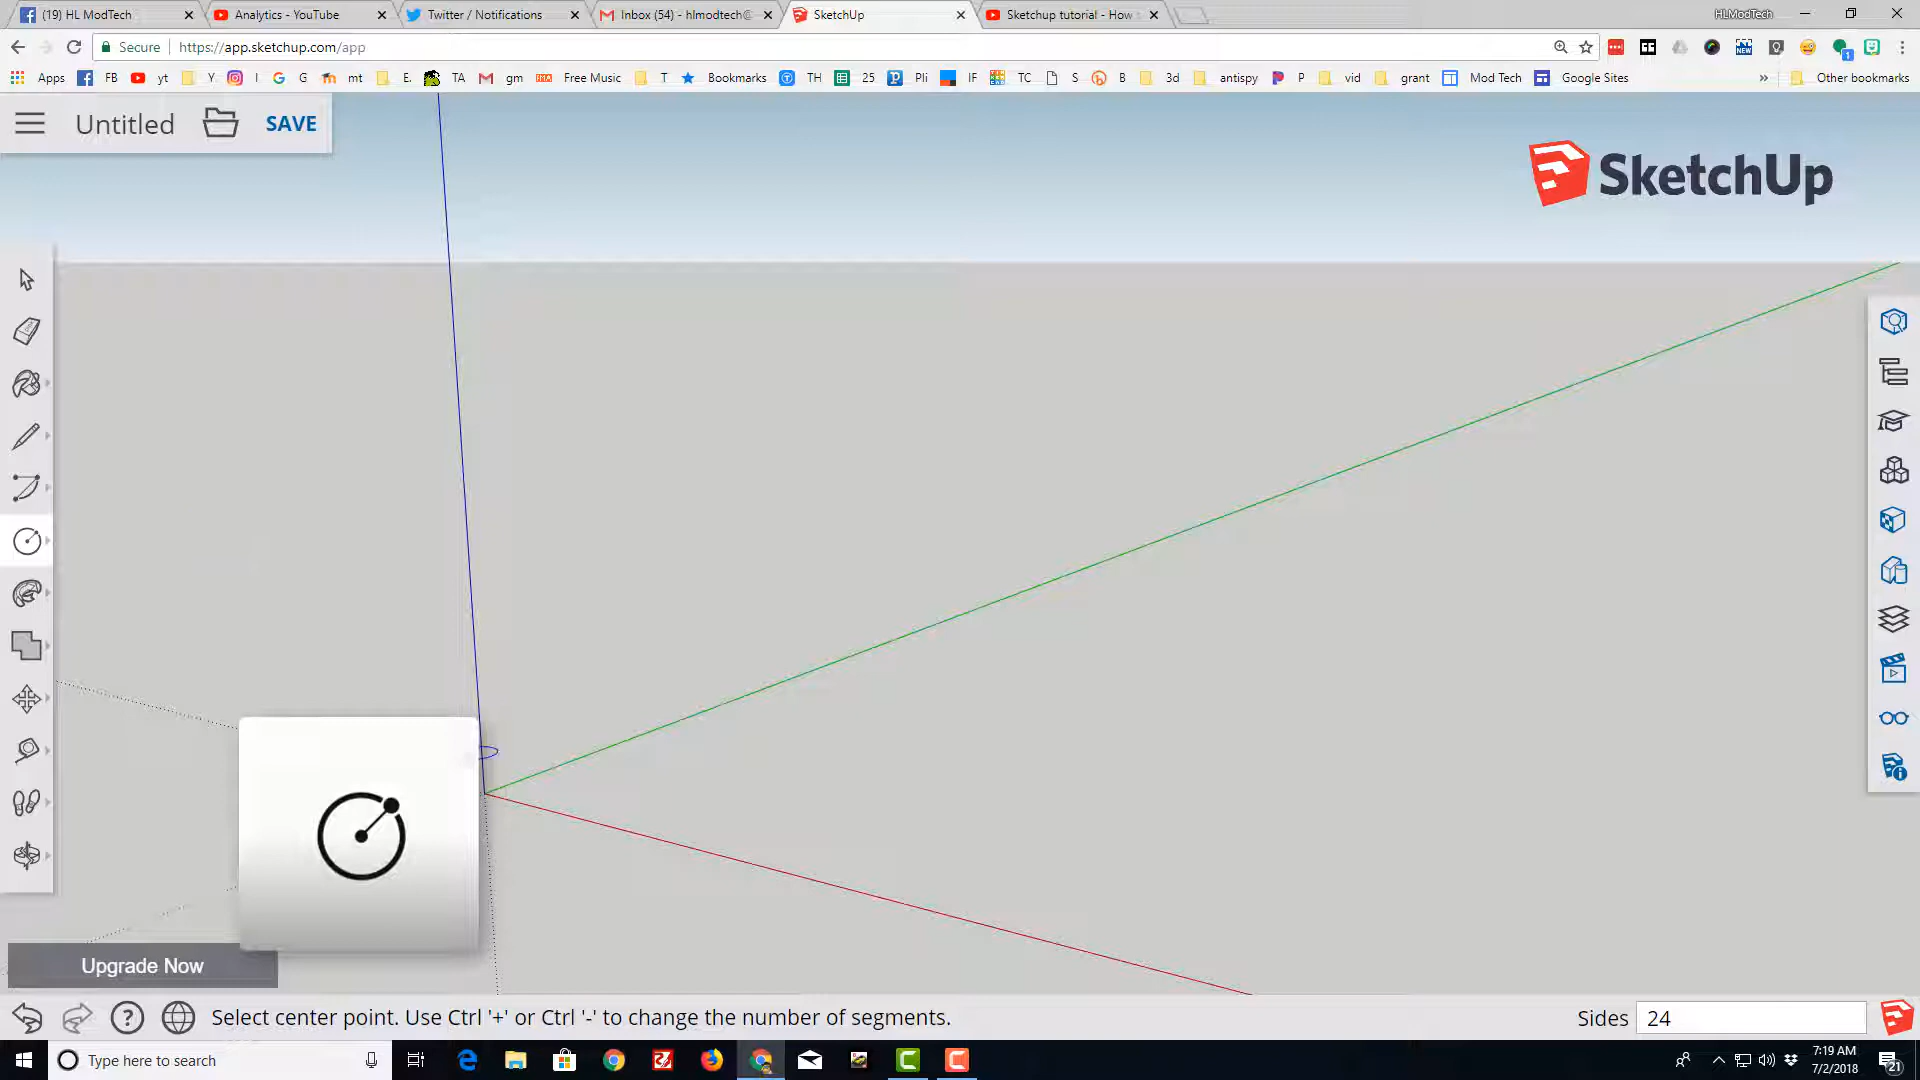 (19) HL ModTech
Analytics - YouTube
Twitter / Notifications
Inbox (54) - hlmodtech@
SketchUp
Sketchup tutorial - How
HLModTech
Secure
https://app.sketchup.com/app
NEW
1
Apps FB yt Y. I G mt E. TA gm Free Music T Bookmarks TH 25 Pli IF TC S B 3d antispy P vid grant Mod Tech Google Sites » Other bookmarks
Untitled SAVE
SketchUp
Upgrade Now
Select center point. Use Ctrl '+' or Ctrl '-' to change the number of segments.
Sides 24
Type here to search
7:19 AM
7/2/2018
21